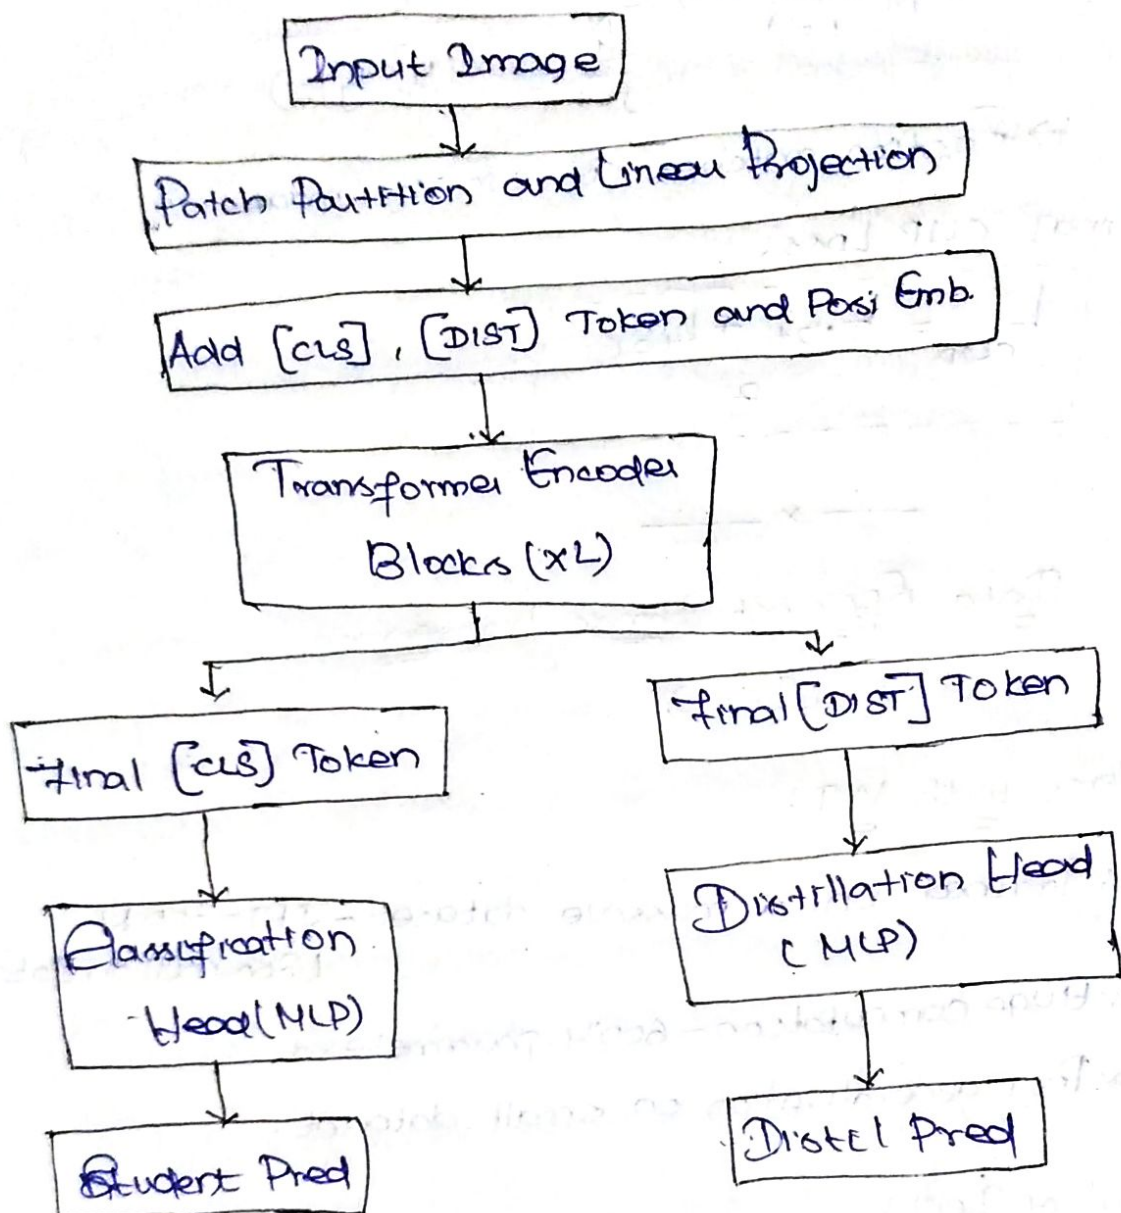 Input Image
Patch Partition and Linear Projection
Add [CLS], [DIST] Token and Posi Emb.
Transformer Encoder
Blocks (xL)
Final [CLS] Token
Final [DIST] Token
Classification
Head (MLP)
Distillation Head
(MLP)
Student Pred
Distil Pred